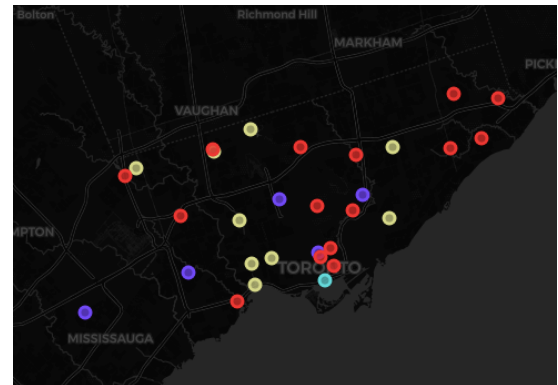 Bolton
Richmond Hill
MARKHAM
PICK
VAUGHAN
MPTON
TORONTO
MISSISSAUGA